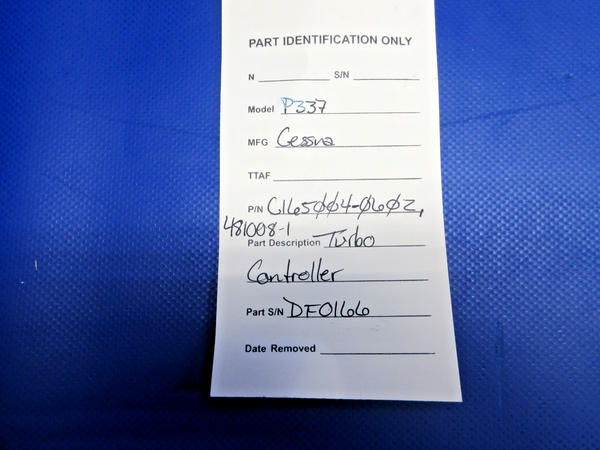 PART IDENTIFICATION ONLY
N S/N
Model P337
MFG Cessna
TTAF
P/N C165004-0602,
481008-1
Part Description Turbo
Controller
Part S/N DF0166
Date Removed